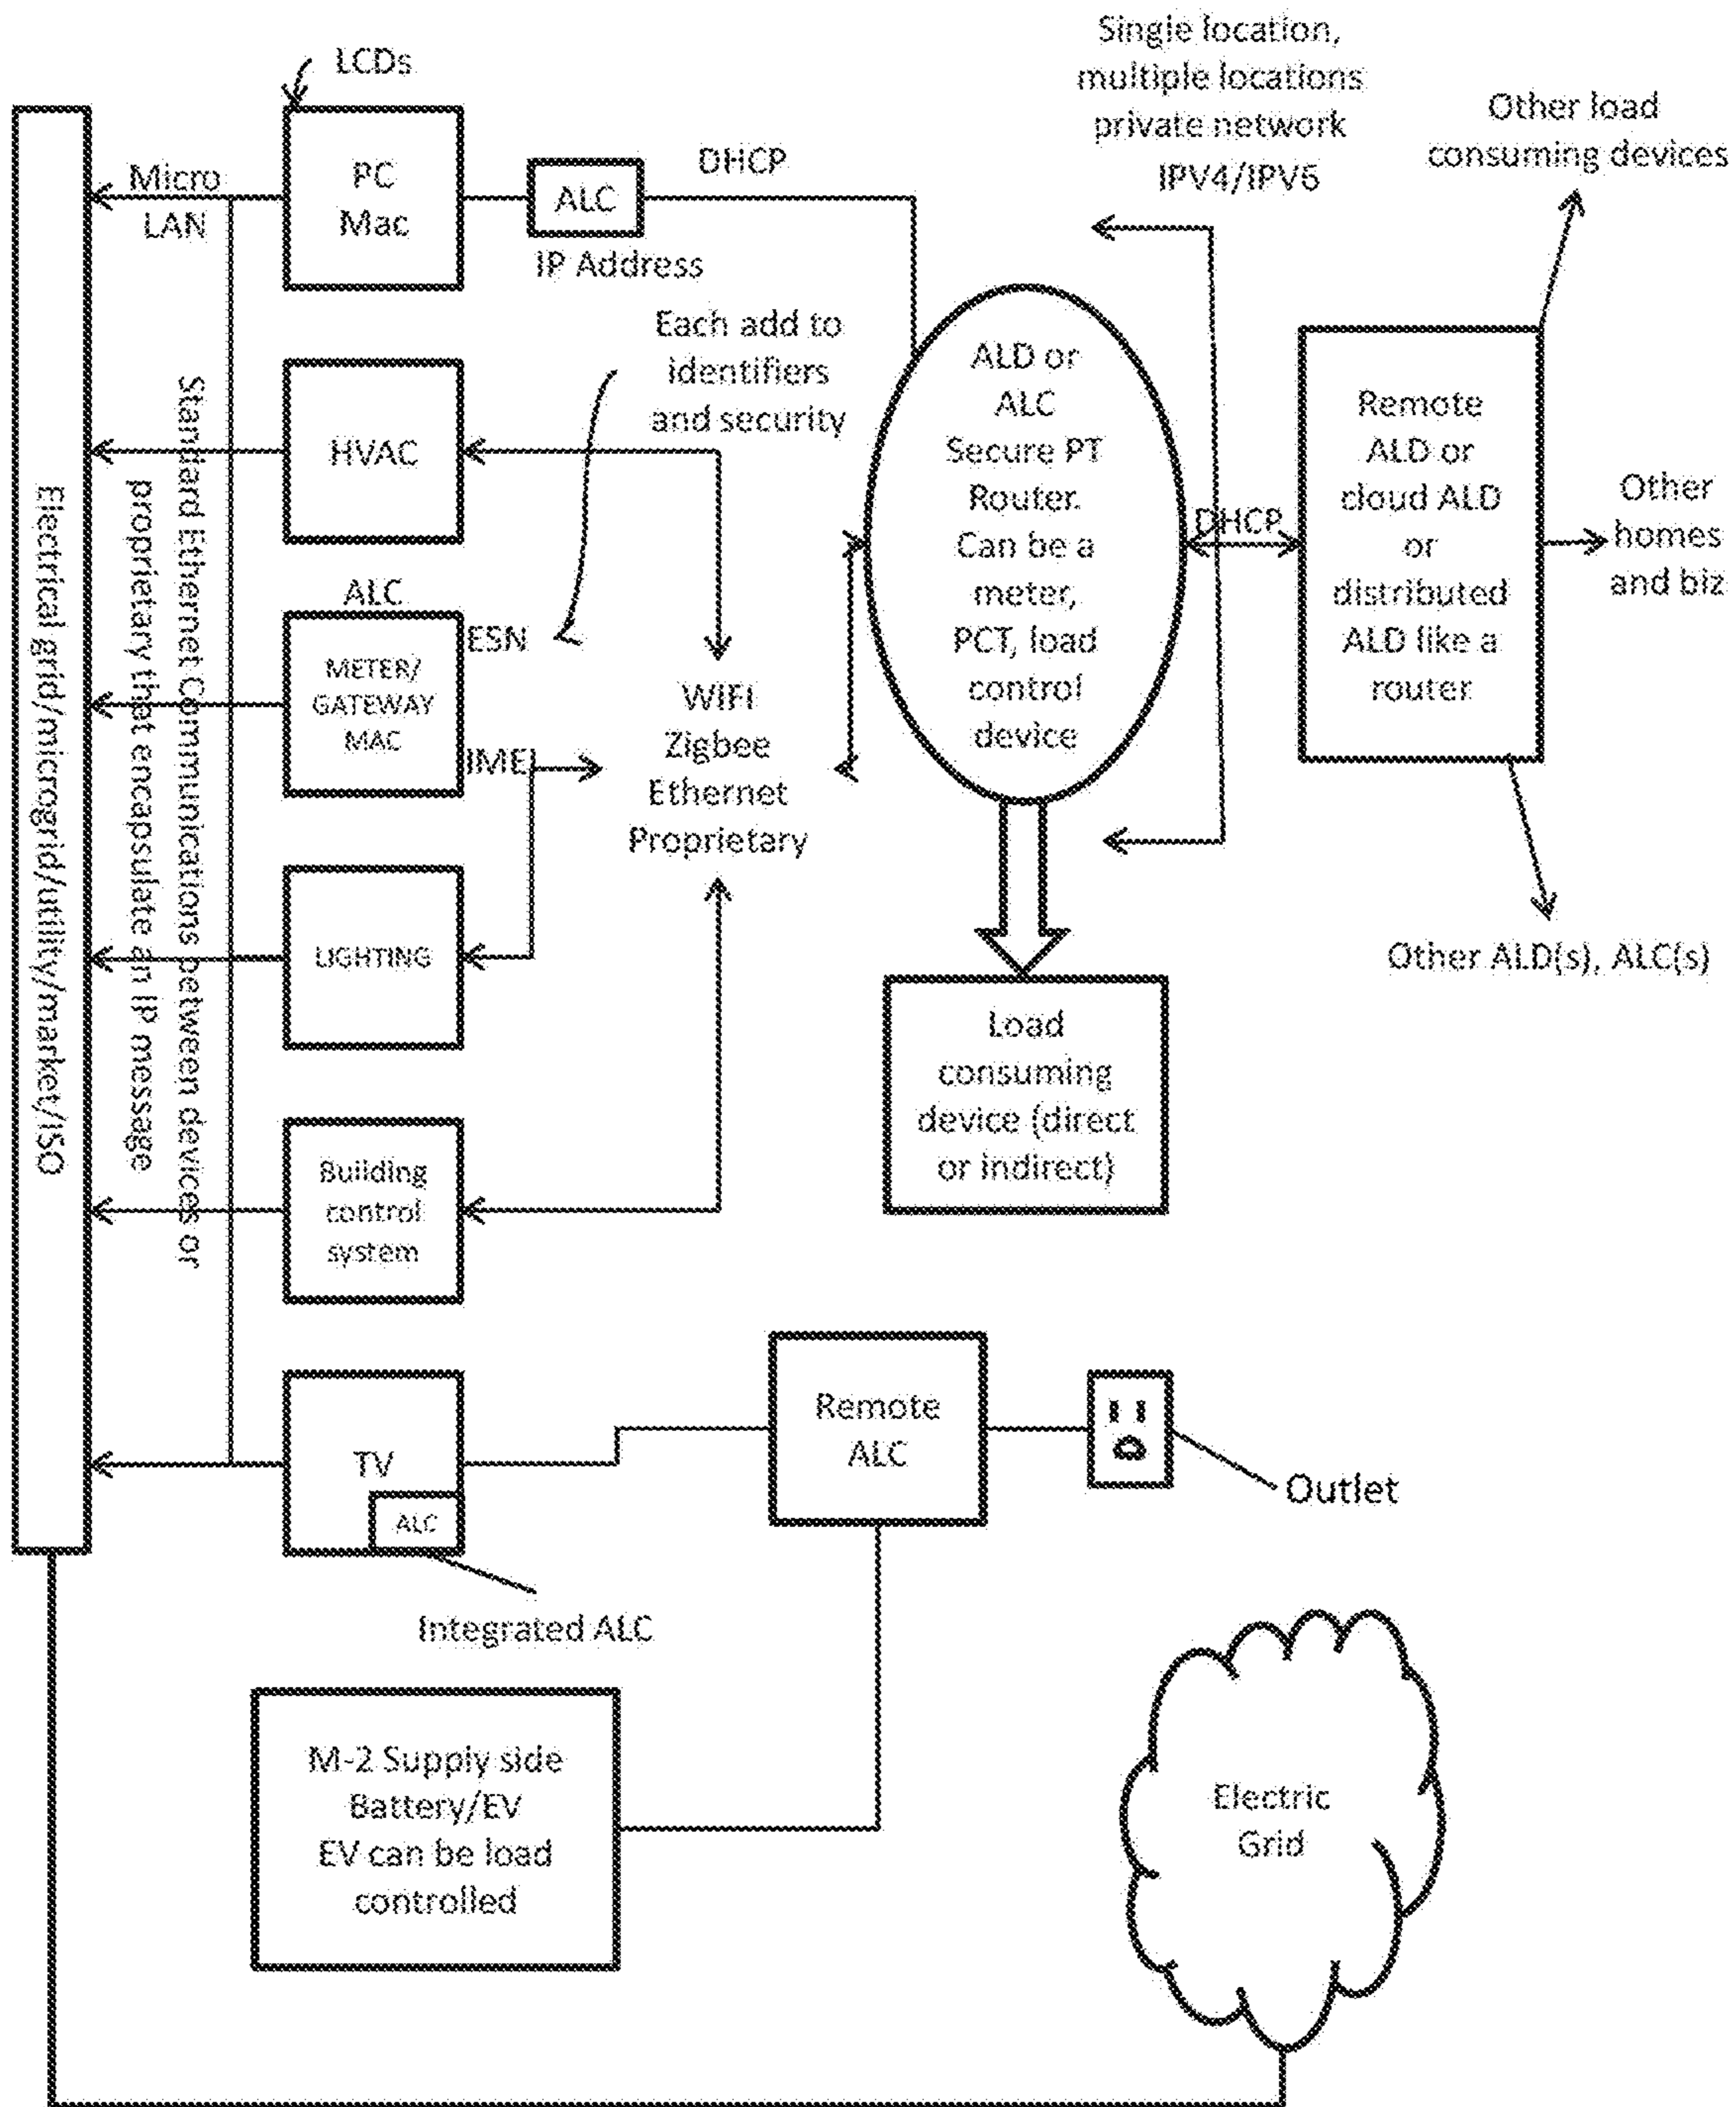 LCDs
Single location,
multiple locations
private network
IPV4/IPV6
Other load
consuming devices
Micro
LAN
PC
Mac
ALC
DHCP
IP Address
Each add to
identifiers
and security
HVAC
ALC
METER/
GATEWAY
MAC
ESN
IMEI
WIFI
Zigbee
Ethernet
Proprietary
ALD or
ALC
Secure PT
Router.
Can be a
meter,
PCT, load
control
device
DHCP
Remote
ALD or
cloud ALD
or
distributed
ALD like a
router
Other
homes
and biz
Other ALD(s), ALC(s)
Electrical grid/microgrid/utility/market/ISO
Standard Ethernet Communications between devices or
proprietary that encapsulate an IP message
LIGHTING
Load
consuming
device (direct
or indirect)
Building
control
system
TV
ALC
Remote
ALC
Outlet
Integrated ALC
M-2 Supply side
Battery/EV
EV can be load
controlled
Electric
Grid